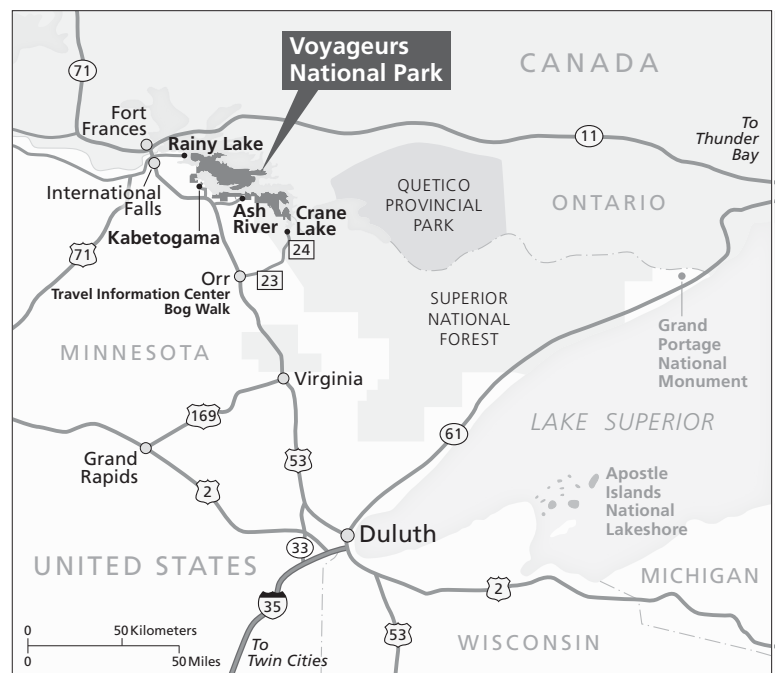 Voyageurs
National Park
CANADA
71
Fort
Frances
Rainy Lake
11
To
Thunder
Bay
International
Falls
QUETICO
PROVINCIAL
PARK
ONTARIO
Ash
River
Crane
Lake
Kabetogama
24
71
Orr
23
Travel Information Center
Bog Walk
SUPERIOR
NATIONAL
FOREST
Grand
Portage
National
Monument
MINNESOTA
Virginia
169
LAKE SUPERIOR
61
Grand
Rapids
53
2
Apostle
Islands
National
Lakeshore
Duluth
33
UNITED STATES
MICHIGAN
2
35
53
WISCONSIN
To
Twin Cities
0
50 Kilometers
0
50 Miles